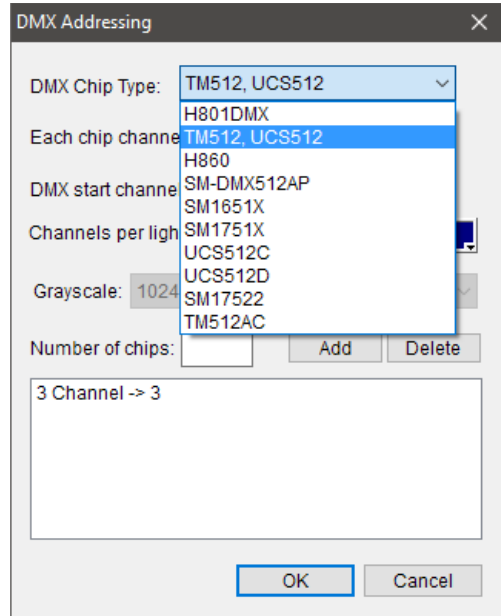 DMX Addressing
DMX Chip Type:
TM512, UCS512
H801DMX
TM512, UCS512
H860
SM-DMX512AP
SM1651X
SM1751X
UCS512C
UCS512D
SM17522
TM512AC
Each chip channe
DMX start channe
Channels per ligh
Grayscale: 1024
Number of chips:
Add
Delete
3 Channel -> 3
OK
Cancel